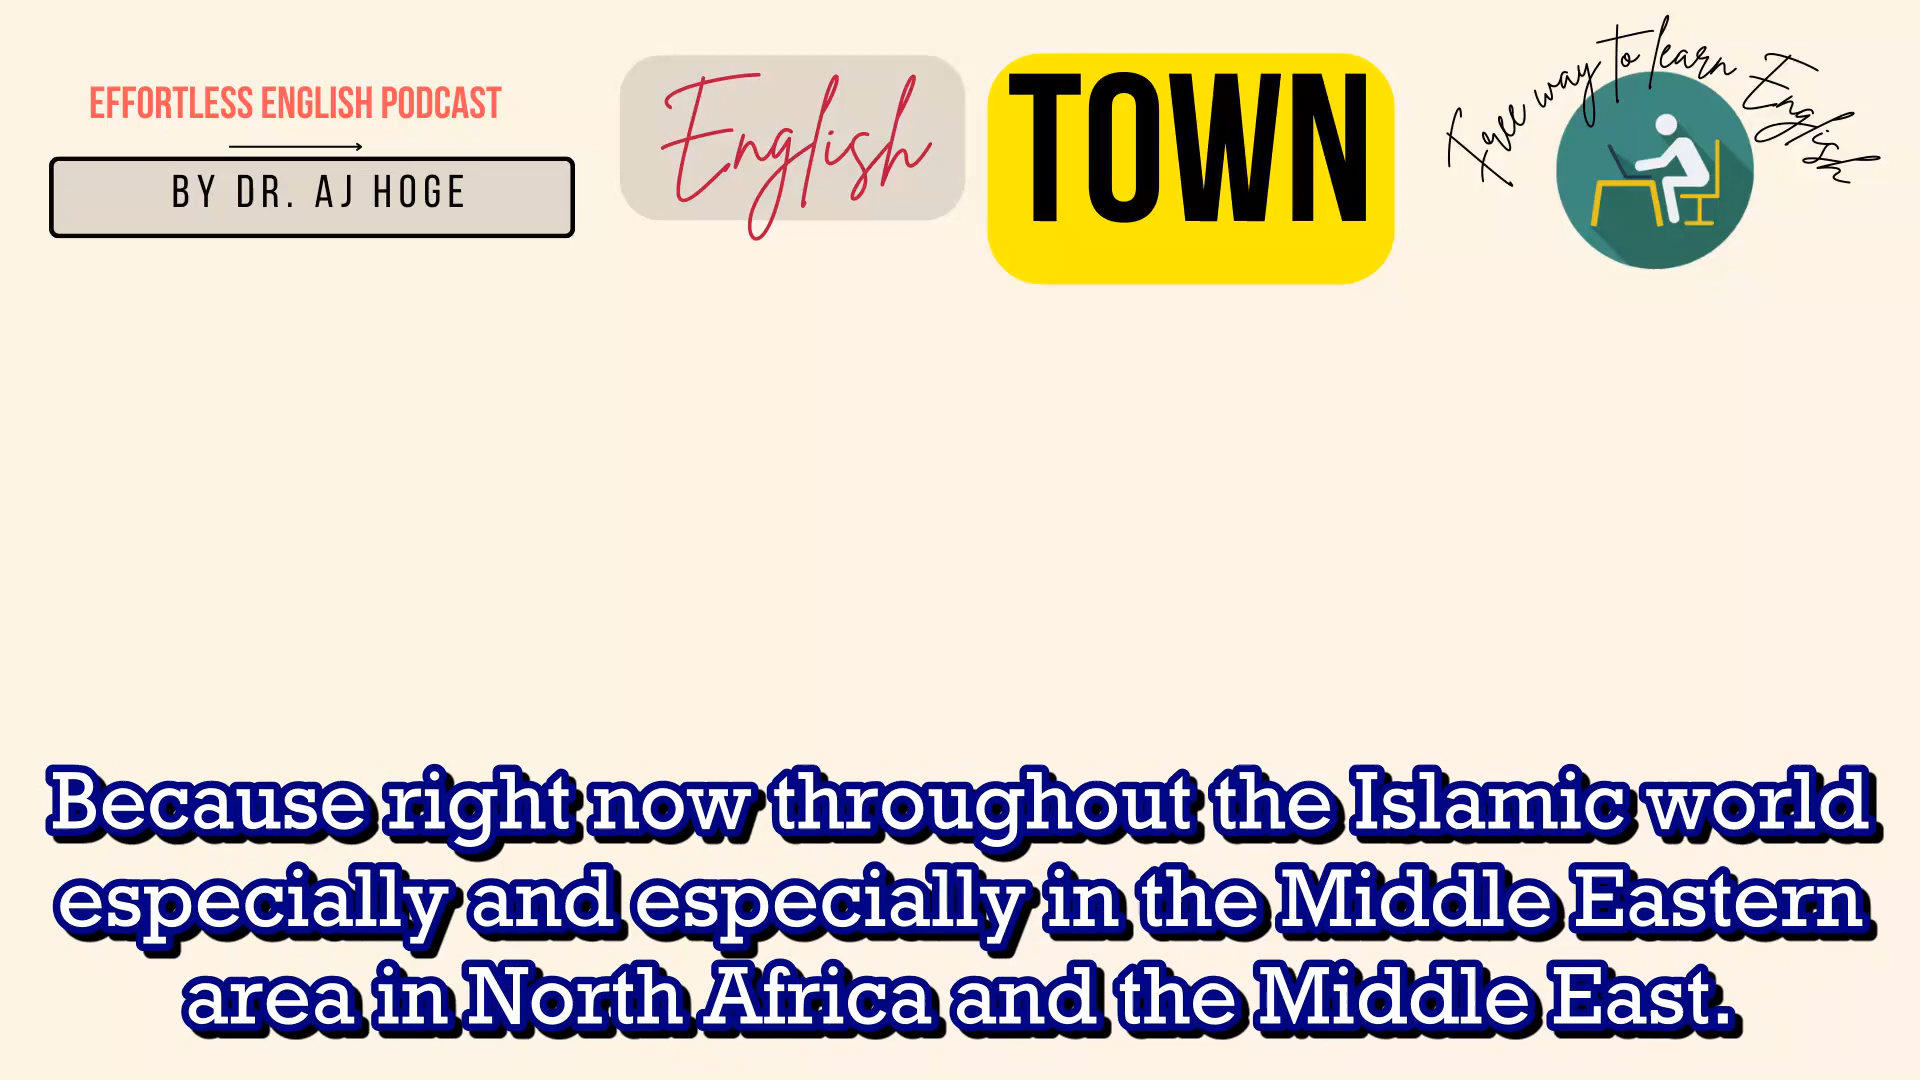 EFFORTLESS ENGLISH PODCAST
BY DR. AJ HOGE
English
TOWN
Free way to learn English
Because right now throughout the Islamic world
especially and especially in the Middle Eastern
area in North Africa and the Middle East.